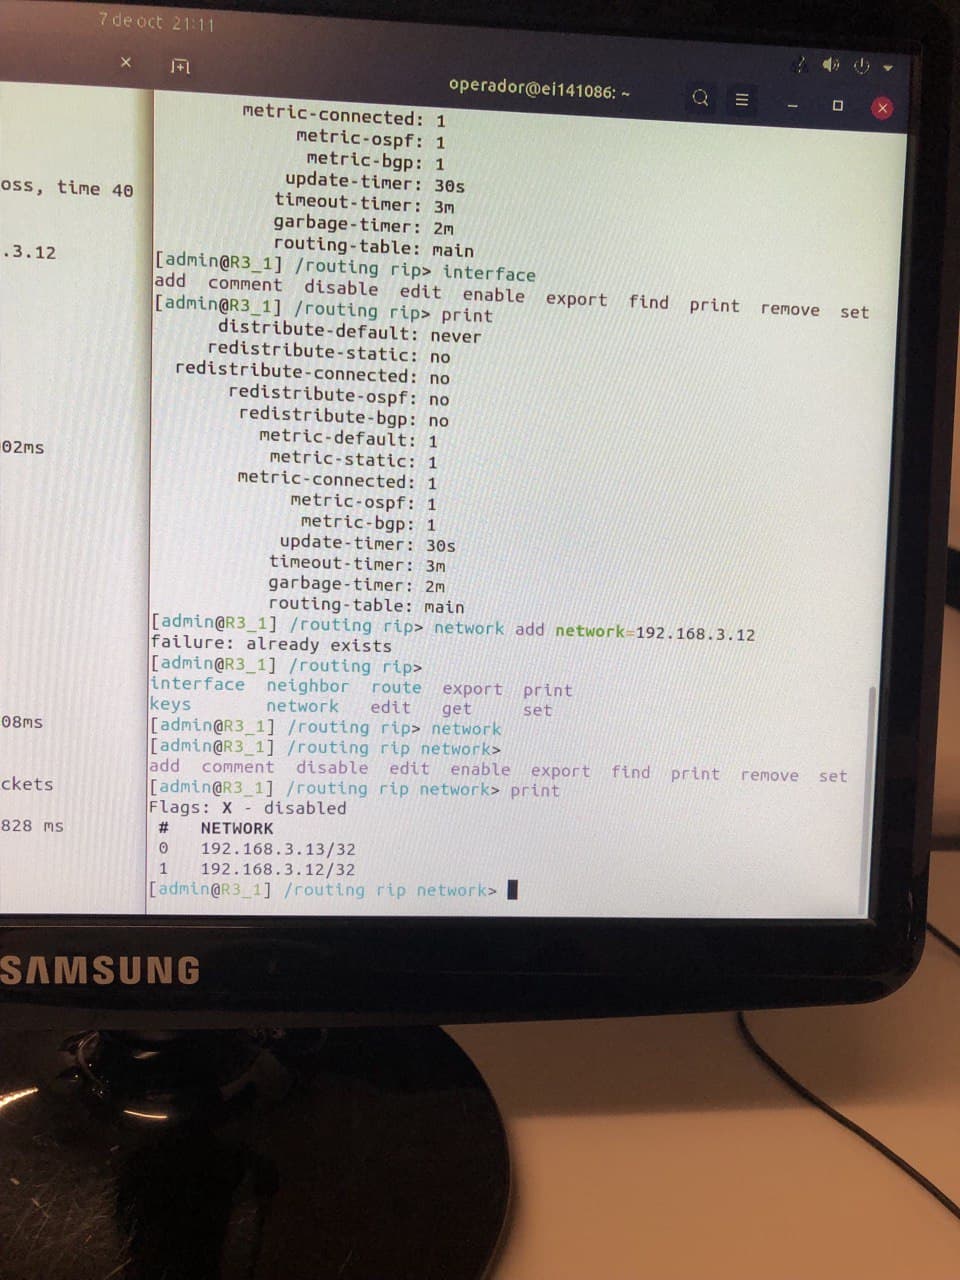 7 de oct 21:11
operador@ei141086: ~
oss, time 40
.3.12
02ms
08ms
ckets
828 ms
metric-connected: 1
metric-ospf: 1
metric-bgp: 1
update-timer: 30s
timeout-timer: 3m
garbage-timer: 2m
routing-table: main
[admin@R3_1] /routing rip> interface
add comment disable edit enable export find print remove set
[admin@R3_1] /routing rip> print
distribute-default: never
redistribute-static: no
redistribute-connected: no
redistribute-ospf: no
redistribute-bgp: no
metric-default: 1
metric-static: 1
metric-connected: 1
metric-ospf: 1
metric-bgp: 1
update-timer: 30s
timeout-timer: 3m
garbage-timer: 2m
routing-table: main
[admin@R3_1] /routing rip> network add network=192.168.3.12
failure: already exists
[admin@R3_1] /routing rip>
interface neighbor route export print
keys network edit get set
[admin@R3_1] /routing rip> network
[admin@R3_1] /routing rip network>
add comment disable edit enable export find print remove set
[admin@R3_1] /routing rip network> print
Flags: X - disabled
# NETWORK
0 192.168.3.13/32
1 192.168.3.12/32
[admin@R3_1] /routing rip network>
SAMSUNG